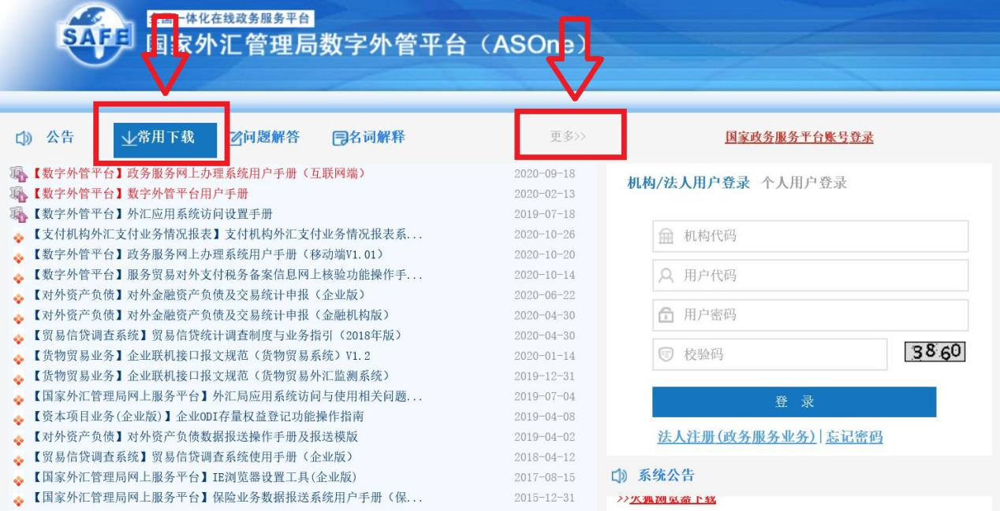 SAFE
全国一体化在线政务服务平台
国家外汇管理局数字外管平台（ASOne）
公告 常用下载 问题解答 名词解释 更多>> 国家政务服务平台账号登录
【数字外管平台】政务服务网上办理系统用户手册（互联网端） 2020-09-18
【数字外管平台】数字外管平台用户手册 2020-02-13
【数字外管平台】外汇应用系统访问设置手册 2019-07-18
【支付机构外汇支付业务情况报表】支付机构外汇支付业务情况报表系... 2020-10-26
【数字外管平台】政务服务网上办理系统用户手册（移动端V1.01） 2020-10-20
【数字外管平台】服务贸易对外支付税务备案信息网上核验功能操作手... 2020-10-14
【对外资产负债】对外金融资产负债及交易统计申报（企业版） 2020-06-22
【对外资产负债】对外金融资产负债及交易统计申报（金融机构版） 2020-04-30
【贸易信贷调查系统】贸易信贷统计调查制度与业务指引（2018年版） 2020-04-30
【货物贸易业务】企业联机接口报文规范（货物贸易系统）V1.2 2020-01-14
【货物贸易业务】企业联机接口报文规范（货物贸易外汇监测系统） 2019-12-31
【国家外汇管理局网上服务平台】外汇局应用系统访问与使用相关问题... 2019-07-04
【资本项目业务(企业版)】企业ODI存量权益登记功能操作指南 2019-04-08
【对外资产负债】对外资产负债数据报送操作手册及报送模版 2019-04-02
【贸易信贷调查系统】贸易信贷调查系统使用手册（企业版） 2018-04-12
【国家外汇管理局网上服务平台】IE浏览器设置工具(企业版) 2017-08-15
【国家外汇管理局网上服务平台】保险业务数据报送系统用户手册（保... 2015-12-31
机构/法人用户登录 个人用户登录
机构代码
用户代码
用户密码
校验码 3860
登 录
法人注册(政务服务业务)|忘记密码
系统公告
>>火狐浏览器下载